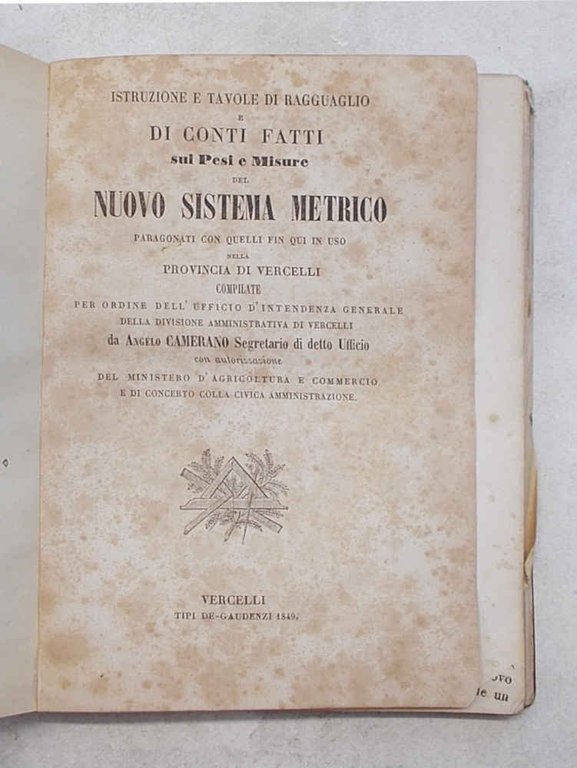 ISTRUZIONE E TAVOLE DI RAGGUAGLIO
E
DI CONTI FATTI
sui Pesi e Misure
DEL
NUOVO SISTEMA METRICO
PARAGONATI CON QUELLI FIN QUI IN USO
NELLA
PROVINCIA DI VERCELLI
COMPILATE
PER ORDINE DELL' UFFICIO D'INTENDENZA GENERALE
DELLA DIVISIONE AMMINISTRATIVA DI VERCELLI
da ANGELO CAMERANO Segretario di detto Ufficio
con autorizzazione
DEL MINISTERO D'AGRICOLTURA E COMMERCIO
E DI CONCERTO COLLA CIVICA AMMINISTRAZIONE.
VERCELLI
TIPI DE-GAUDENZI 1849.
un